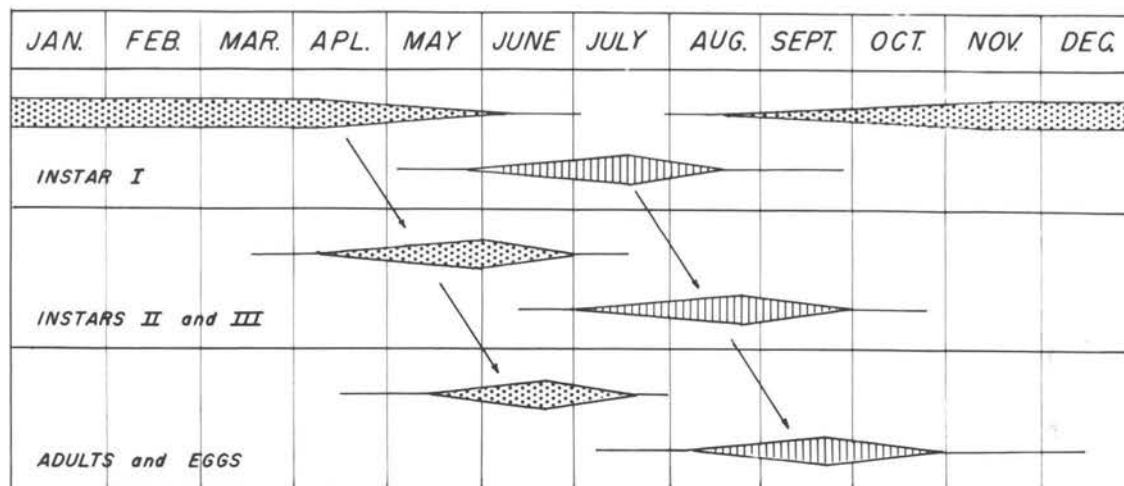 JAN. FEB. MAR. APL. MAY JUNE JULY AUG. SEPT. OCT. NOV. DEC.
INSTAR I
INSTARS II and III
ADULTS and EGGS